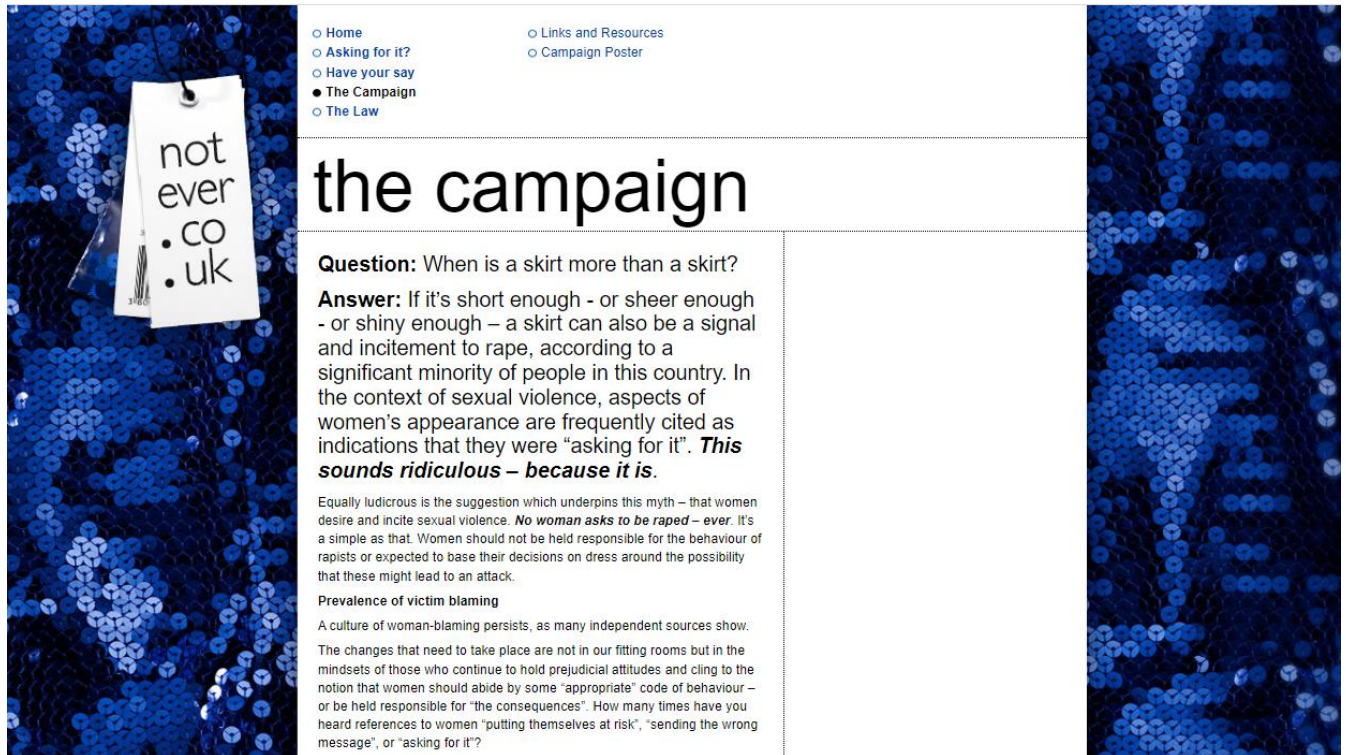 Home
Asking for it?
Have your say
The Campaign
The Law
Links and Resources
Campaign Poster
not
ever
.co
.uk
the campaign
Question: When is a skirt more than a skirt?
Answer: If it’s short enough - or sheer enough
- or shiny enough – a skirt can also be a signal
and incitement to rape, according to a
significant minority of people in this country. In
the context of sexual violence, aspects of
women’s appearance are frequently cited as
indications that they were “asking for it”. This
sounds ridiculous – because it is.
Equally ludicrous is the suggestion which underpins this myth – that women
desire and incite sexual violence. No woman asks to be raped – ever. It’s
a simple as that. Women should not be held responsible for the behaviour of
rapists or expected to base their decisions on dress around the possibility
that these might lead to an attack.
Prevalence of victim blaming
A culture of woman-blaming persists, as many independent sources show.
The changes that need to take place are not in our fitting rooms but in the
mindsets of those who continue to hold prejudicial attitudes and cling to the
notion that women should abide by some “appropriate” code of behaviour –
or be held responsible for “the consequences”. How many times have you
heard references to women “putting themselves at risk”, “sending the wrong
message”, or “asking for it”?